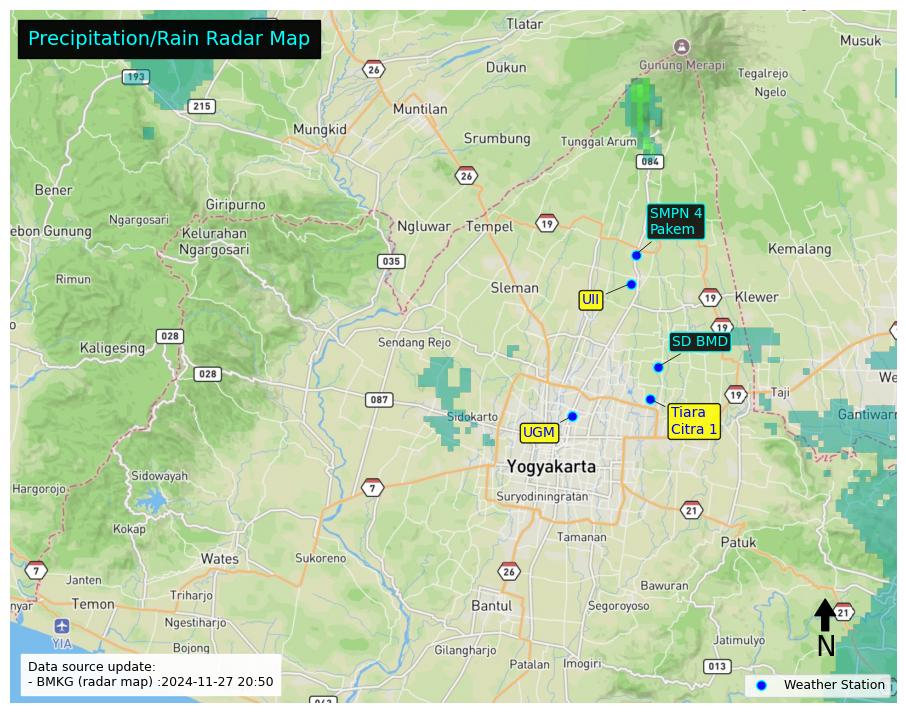 Precipitation/Rain Radar Map
Tlatar
Musuk
26
Gunung Merapi
193
Dukun
Tegalrejo
Ngelo
215
Muntilan
Mungkid
Srumbung
Tunggal Arum
084
26
Bener
Giripurno
SMPN 4
Pakem
Ngargosari
ebon Gunung
Kelurahan
Ngargosari
Ngluwar
Tempel
19
Kemalang
035
Rimun
Sleman
UII
19
Klewer
19
028
Kaligesing
Sendang Rejo
SD BMD
028
We
087
19
Taji
Sidokarto
Tiara
Citra 1
Gantiwarn
UGM
Yogyakarta
Sidowayah
Hargorojo
7
Suryodiningratan
21
Kokap
Tamanan
Patuk
Wates
Sukoreno
7
26
Janten
Bawuran
Triharjo
nyar
Temon
Bantul
Segoroyoso
21
Ngestiharjo
YIA
Jatimulyo
N
Bojong
Gilangharjo
Patalan
Imogiri
013
Data source update:
- BMKG (radar map) :2024-11-27 20:50
Weather Station